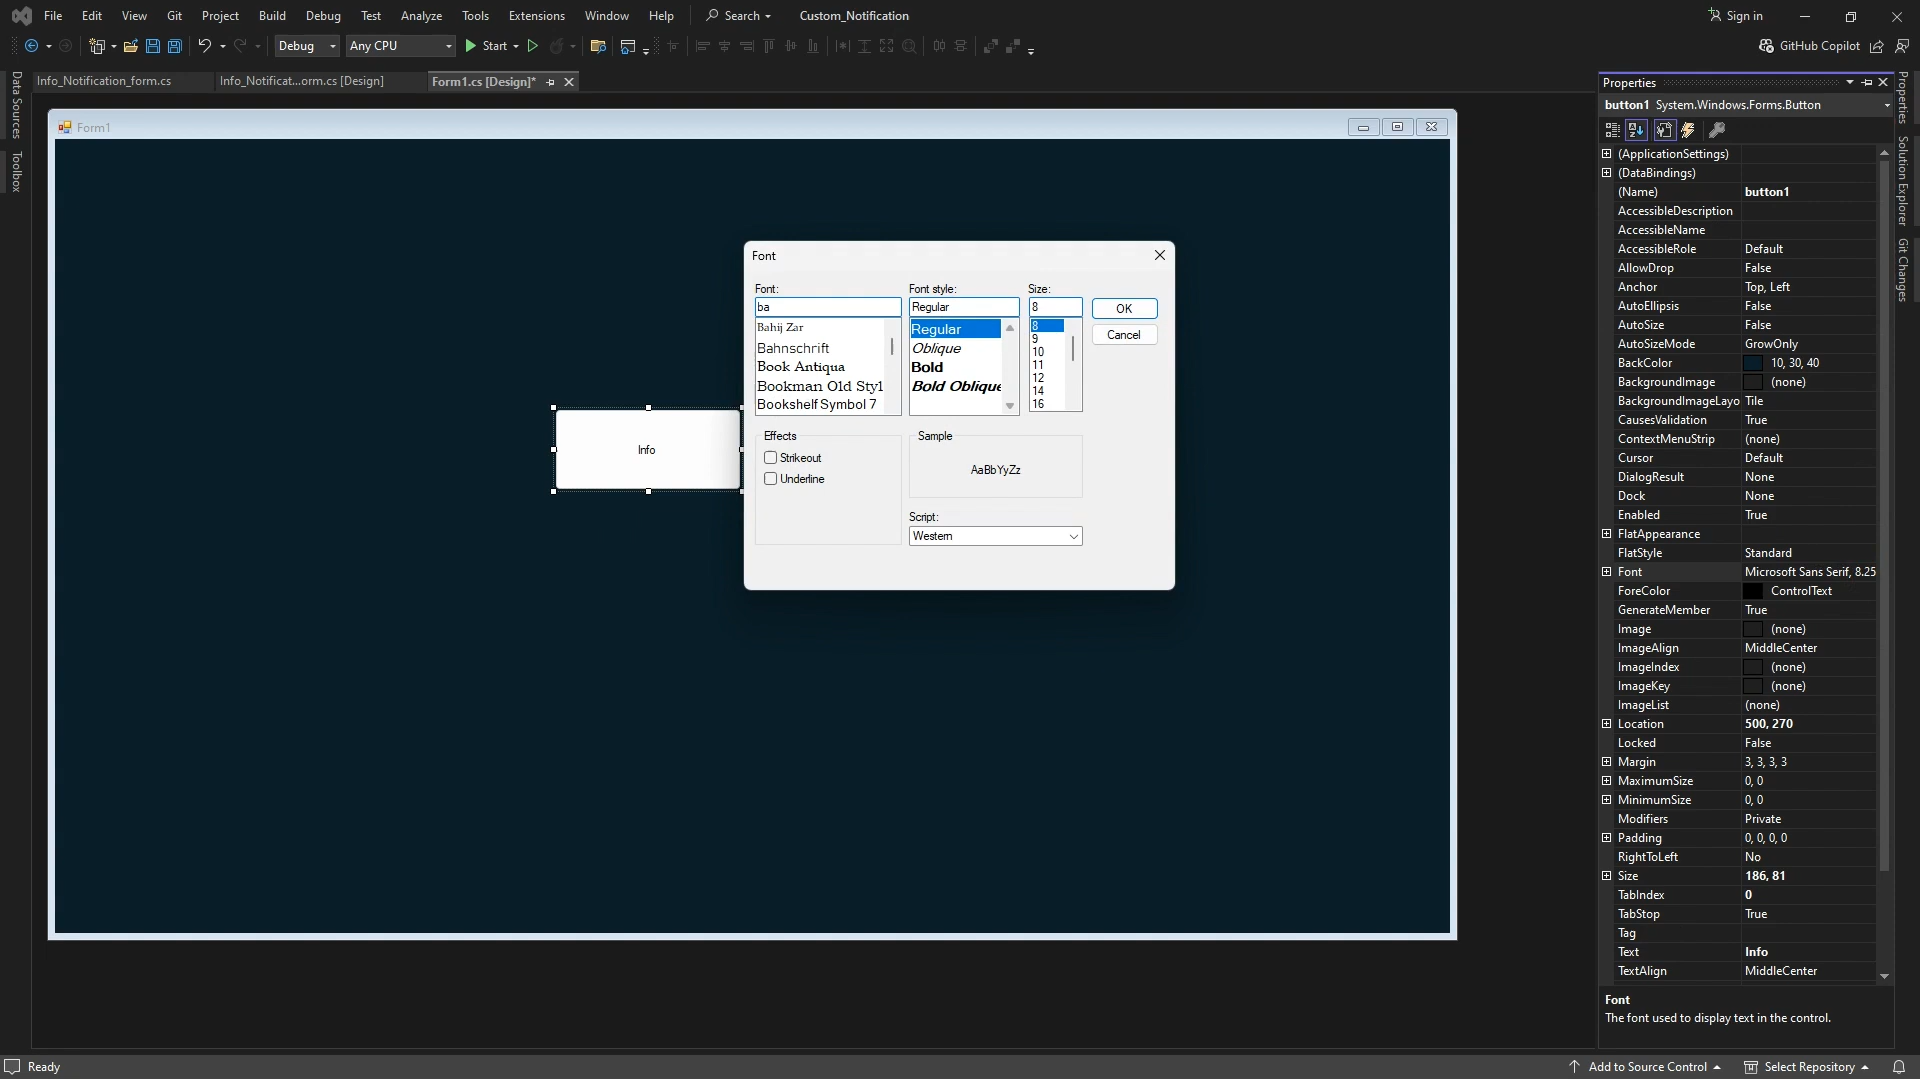 File Edit View Git Project Build Debug Test Analyze Tools Extensions Window Help Search Custom_Notification Sign in
Debug Any CPU Start GitHub Copilot
Info_Notification_form.cs Info_Notificat...orm.cs [Design] Form1.cs [Design]*
Data Sources
Toolbox
Form1
Info
Font
Font: Font style: Size:
ba Regular 8
OK
Cancel
Bahij Zar
Bahnschrift
Book Antiqua
Bookman Old Styl
Bookshelf Symbol 7
Regular
Oblique
Bold
Bold Oblique
8
9
10
11
12
14
16
Effects
Strikeout
Underline
Sample
AaBbYyZz
Script:
Western
Properties
button1 System.Windows.Forms.Button
(ApplicationSettings)
(DataBindings)
(Name) button1
AccessibleDescription
AccessibleName
AccessibleRole Default
AllowDrop False
Anchor Top, Left
AutoEllipsis False
AutoSize False
AutoSizeMode GrowOnly
BackColor 10, 30, 40
BackgroundImage (none)
BackgroundImageLayo Tile
CausesValidation True
ContextMenuStrip (none)
Cursor Default
DialogResult None
Dock None
Enabled True
FlatAppearance
FlatStyle Standard
Font Microsoft Sans Serif, 8.25
ForeColor ControlText
GenerateMember True
Image (none)
ImageAlign MiddleCenter
ImageIndex (none)
ImageKey (none)
ImageList (none)
Location 500, 270
Locked False
Margin 3, 3, 3, 3
MaximumSize 0, 0
MinimumSize 0, 0
Modifiers Private
Padding 0, 0, 0, 0
RightToLeft No
Size 186, 81
TabIndex 0
TabStop True
Tag
Text Info
TextAlign MiddleCenter
Font
The font used to display text in the control.
Properties
Solution Explorer
Git Changes
Ready Add to Source Control Select Repository